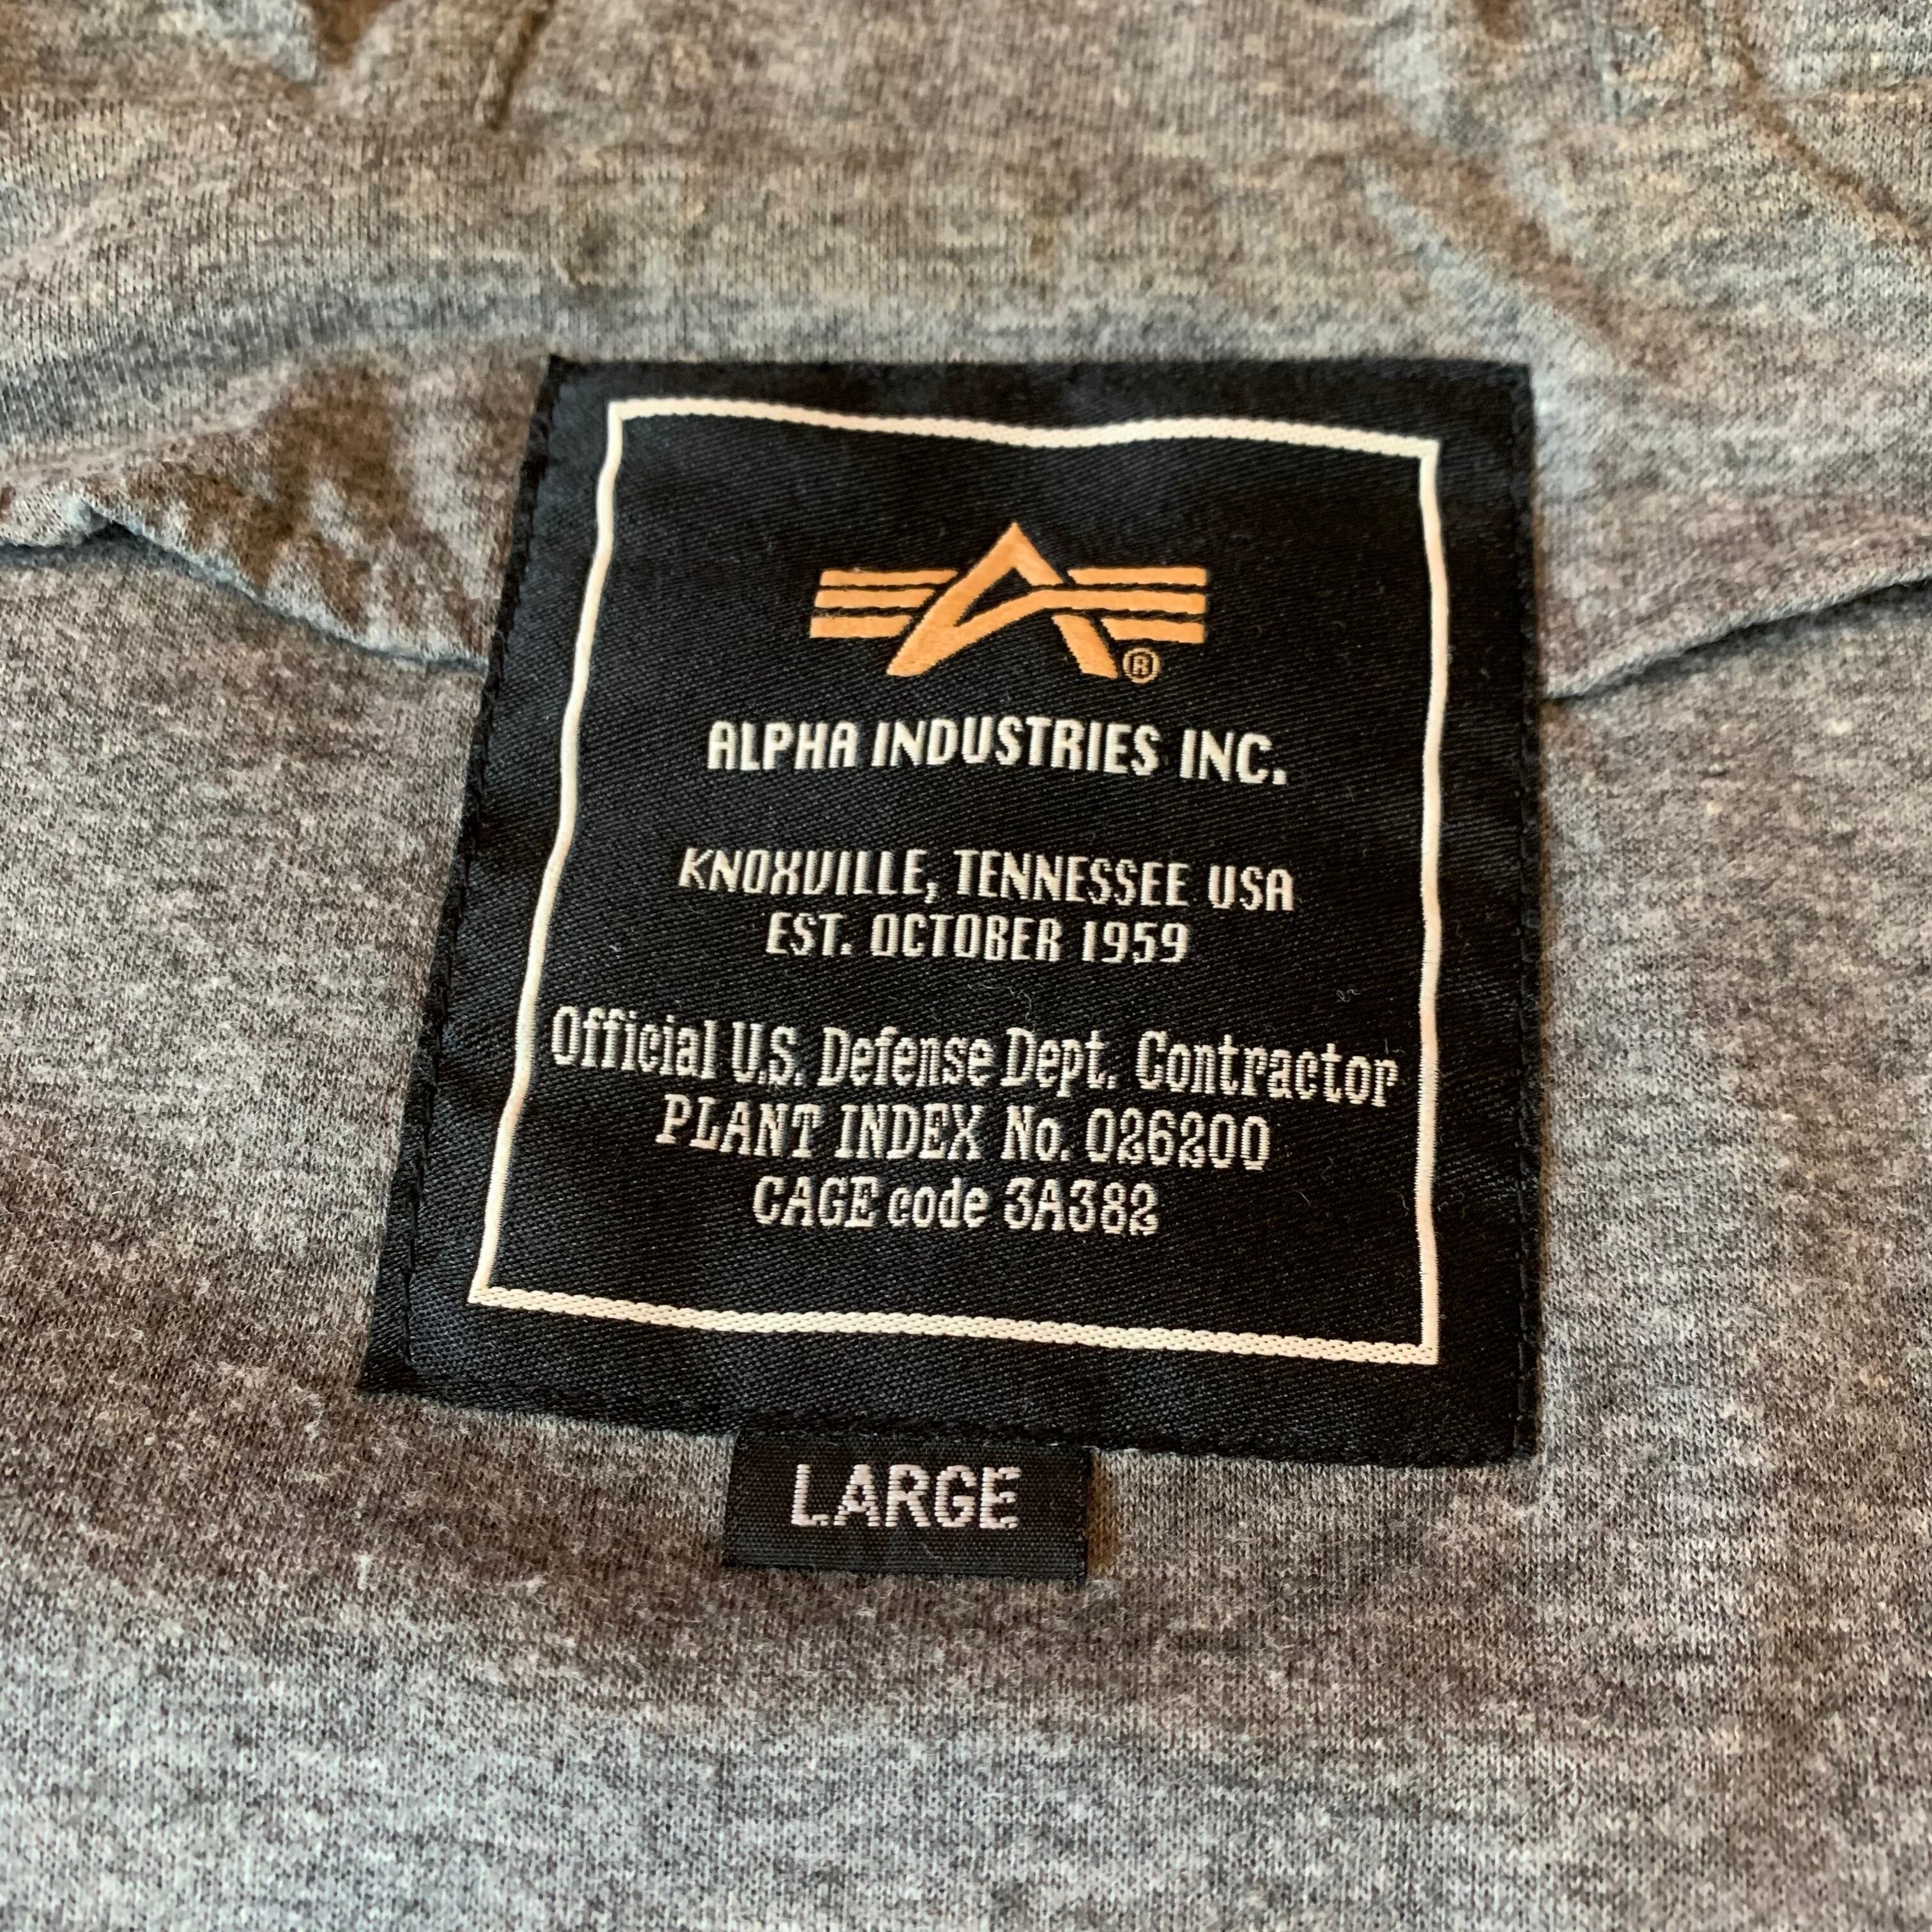 ®
ALPHA INDUSTRIES INC.
KNOXVILLE, TENNESSEE USA
EST. OCTOBER 1959
Official U.S. Defense Dept. Contractor
PLANT INDEX No. 026200
CAGE code 3A382
LARGE